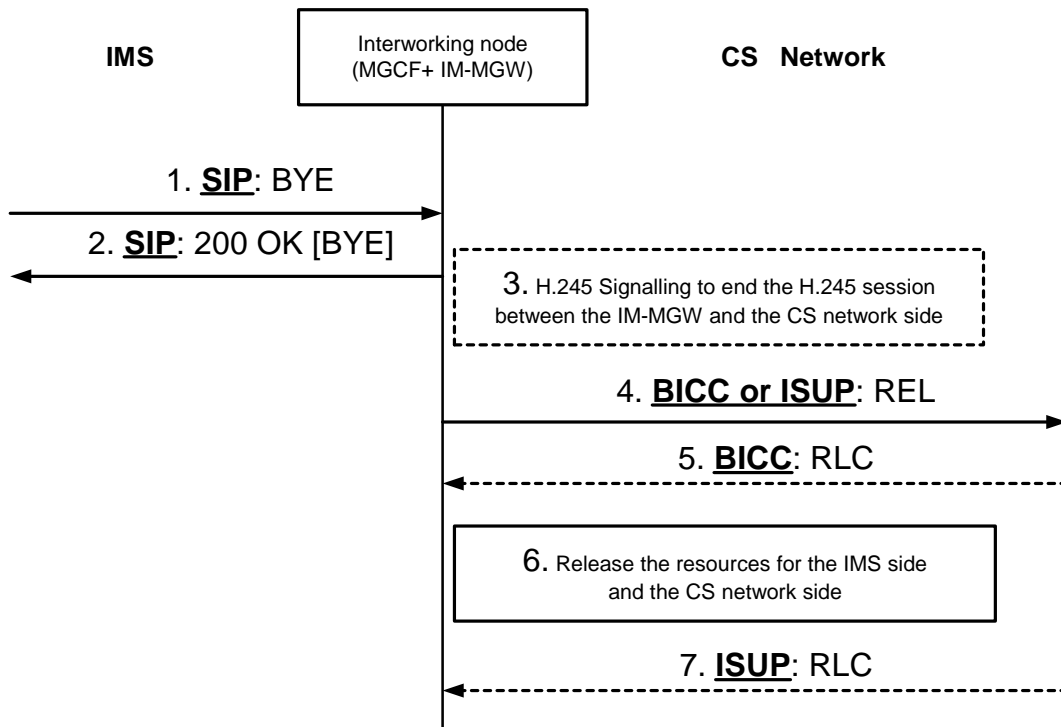 IMS
Interworking node
(MGCF+ IM-MGW)
CS Network
1. SIP: BYE
2. SIP: 200 OK [BYE]
3. H.245 Signalling to end the H.245 session
between the IM-MGW and the CS network side
4. BICC or ISUP: REL
5. BICC: RLC
6. Release the resources for the IMS side
and the CS network side
7. ISUP: RLC